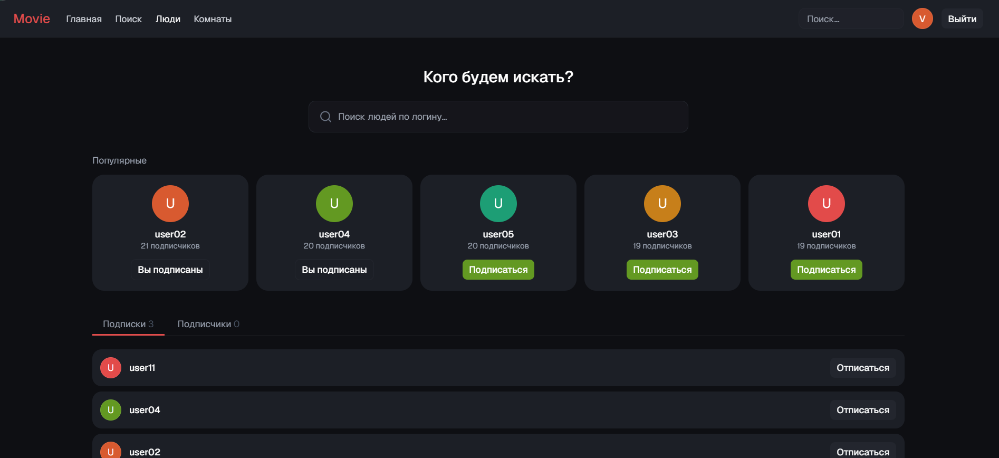 Movie Главная Поиск Люди Комнаты Поиск... V Выйти
Кого будем искать?
Поиск людей по логину...
Популярные
U U U U U
user02 user04 user05 user03 user01
21 подписчиков 20 подписчиков 20 подписчиков 19 подписчиков 19 подписчиков
Вы подписаны Вы подписаны Подписаться Подписаться Подписаться
Подписки 3 Подписчики 0
U user11 Отписаться
U user04 Отписаться
U user02 Отписаться